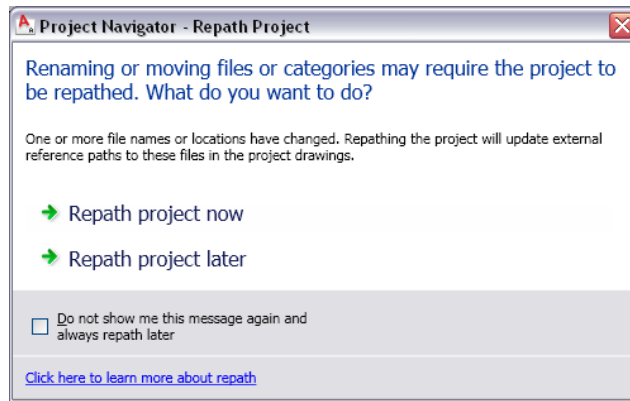 Project Navigator - Repath Project
Renaming or moving files or categories may require the project to
be repathed. What do you want to do?
One or more file names or locations have changed. Repathing the project will update external
reference paths to these files in the project drawings.
Repath project now
Repath project later
Do not show me this message again and
always repath later
Click here to learn more about repath